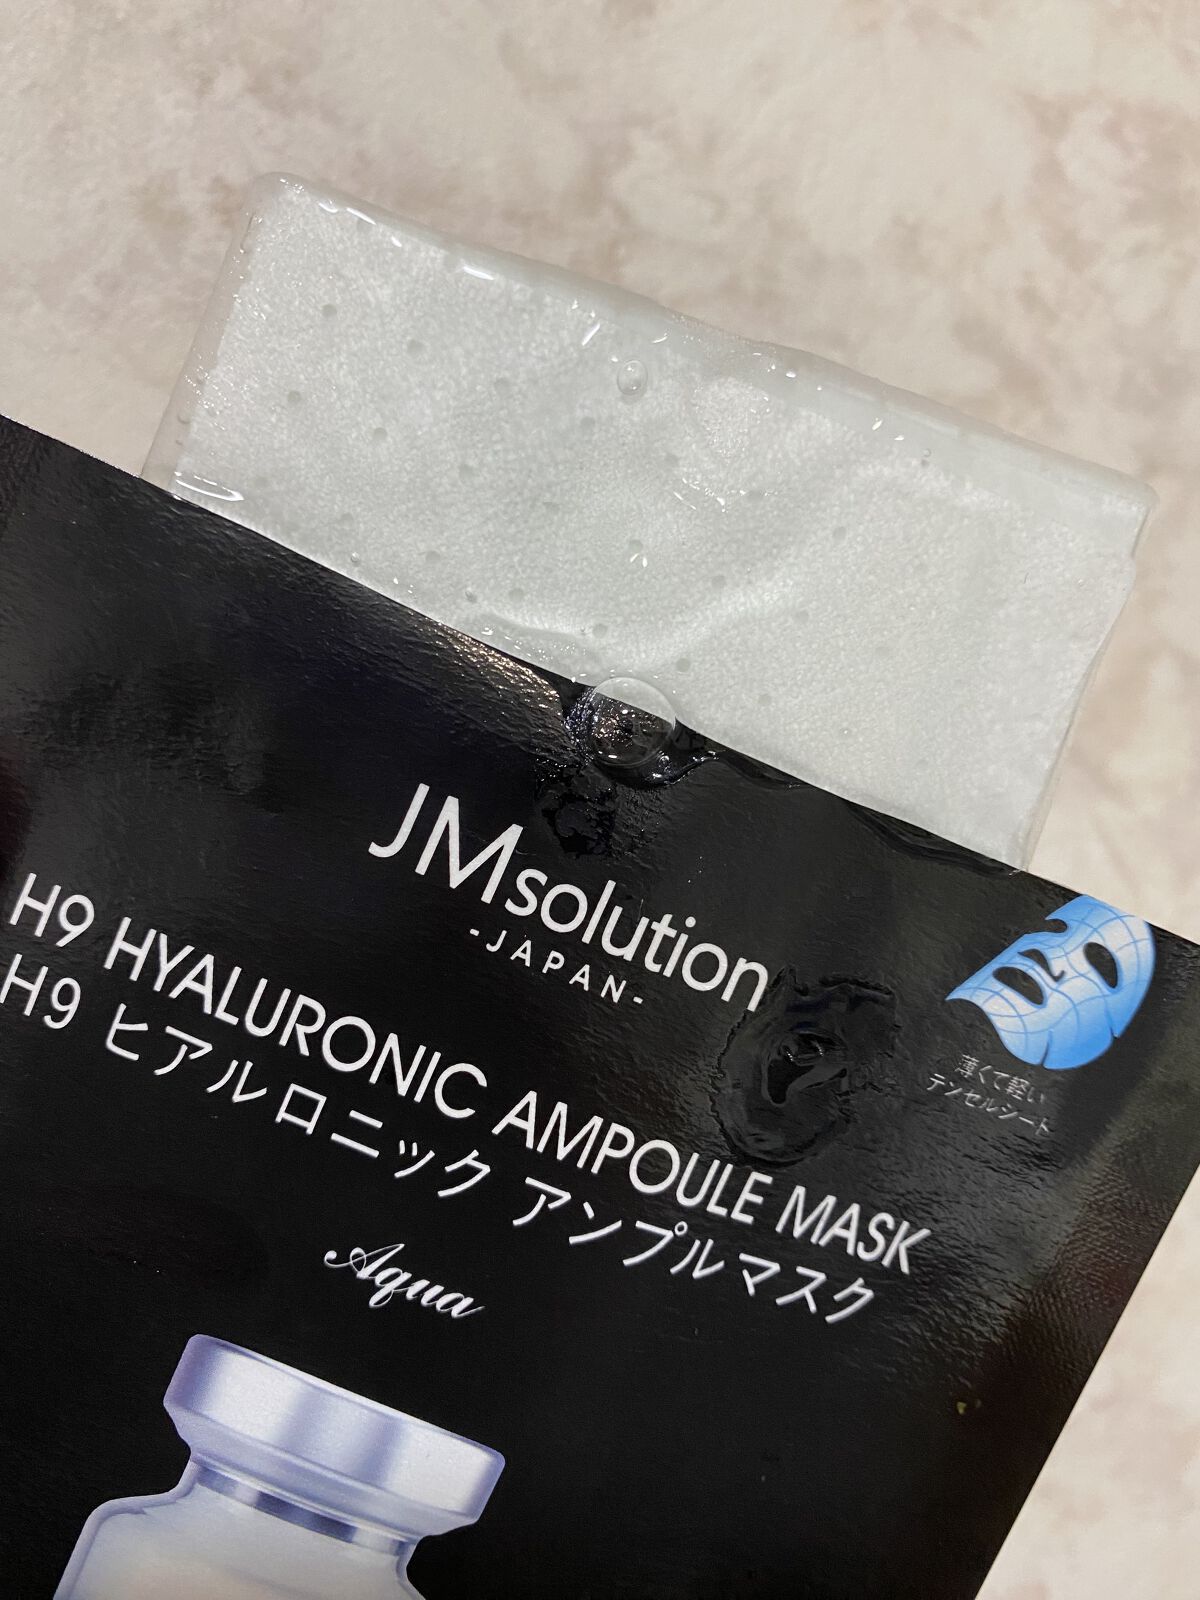 JMsolution
-JAPAN-
H9 HYALURONIC AMPOULE MASK
H9 ヒアルロニック アンプルマスク
Aqua
薄くて軽い
テンセルシート